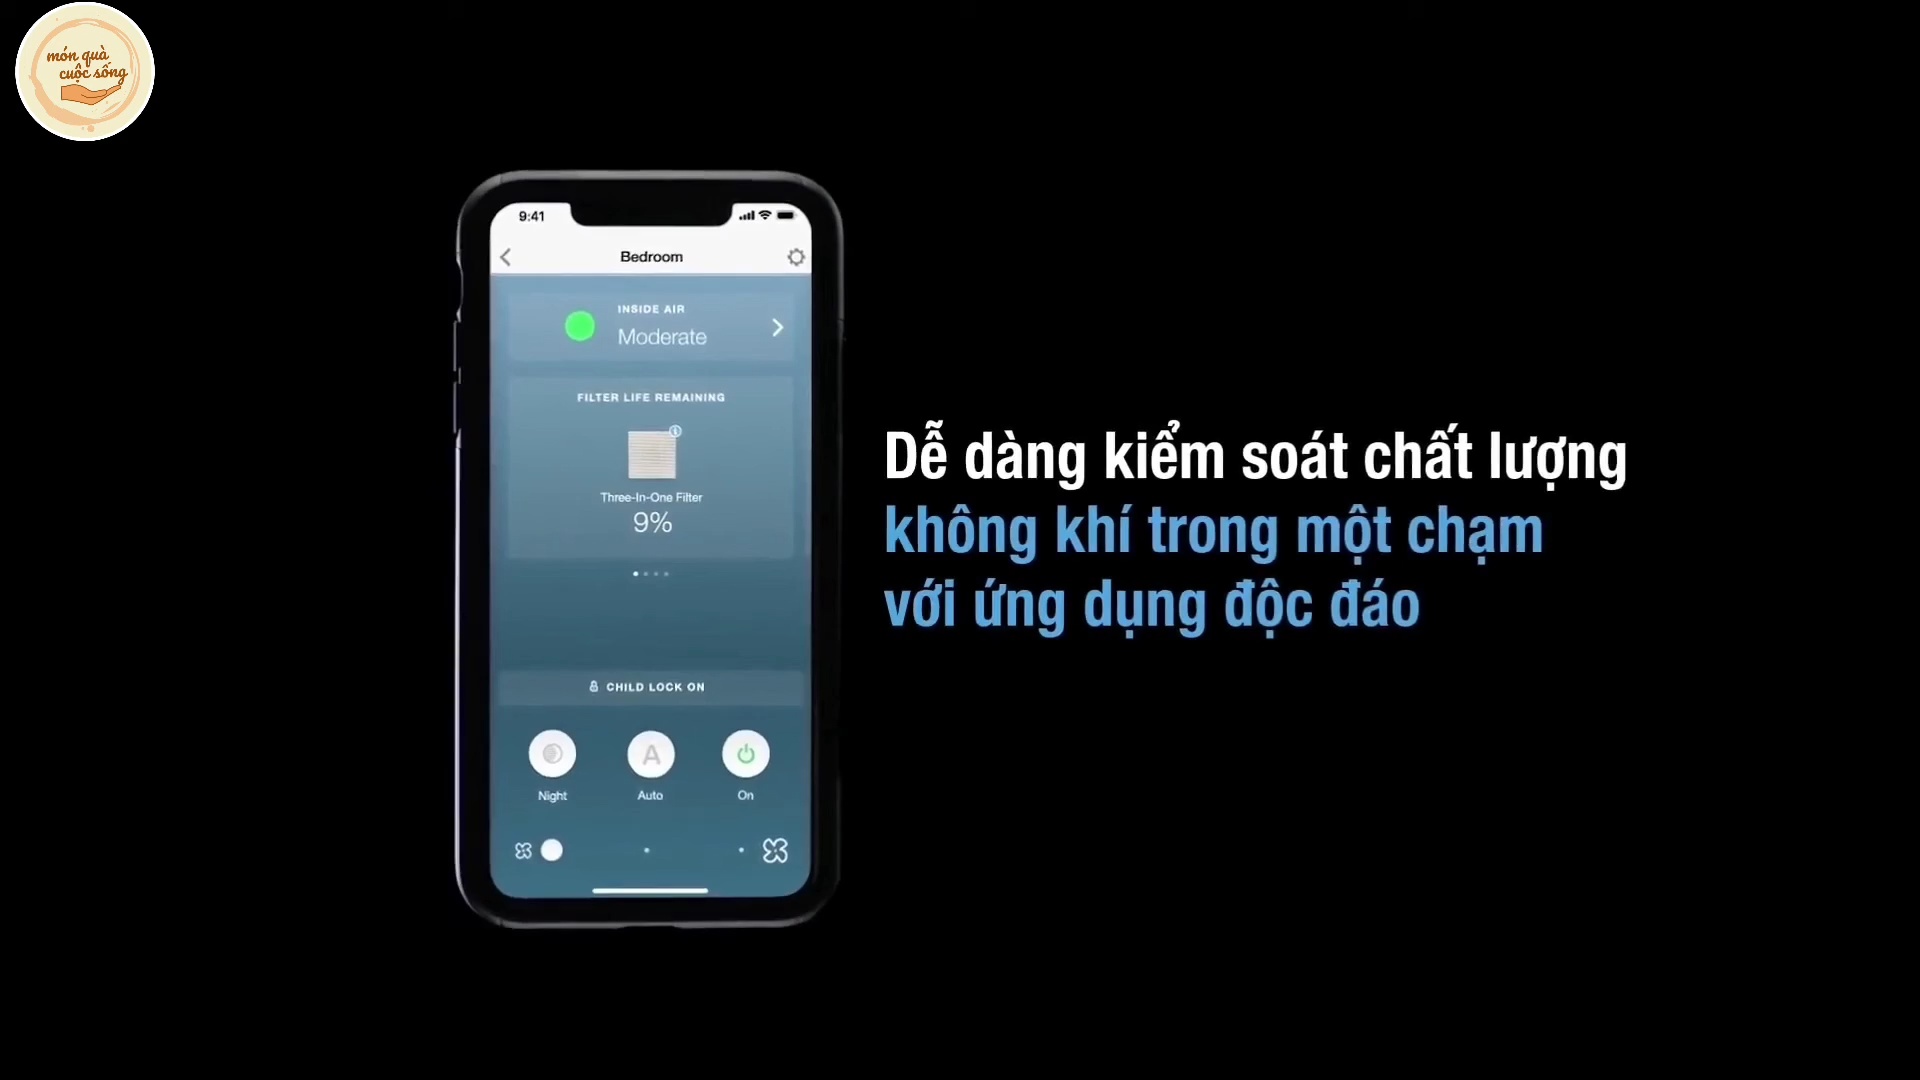 món quà
cuộc sống
9:41
Bedroom
INSIDE AIR
Moderate
FILTER LIFE REMAINING
Three-In-One Filter
9%
CHILD LOCK ON
A
Night
Auto
On
Dễ dàng kiểm soát chất lượng
không khí trong một chạm
với ứng dụng độc đáo